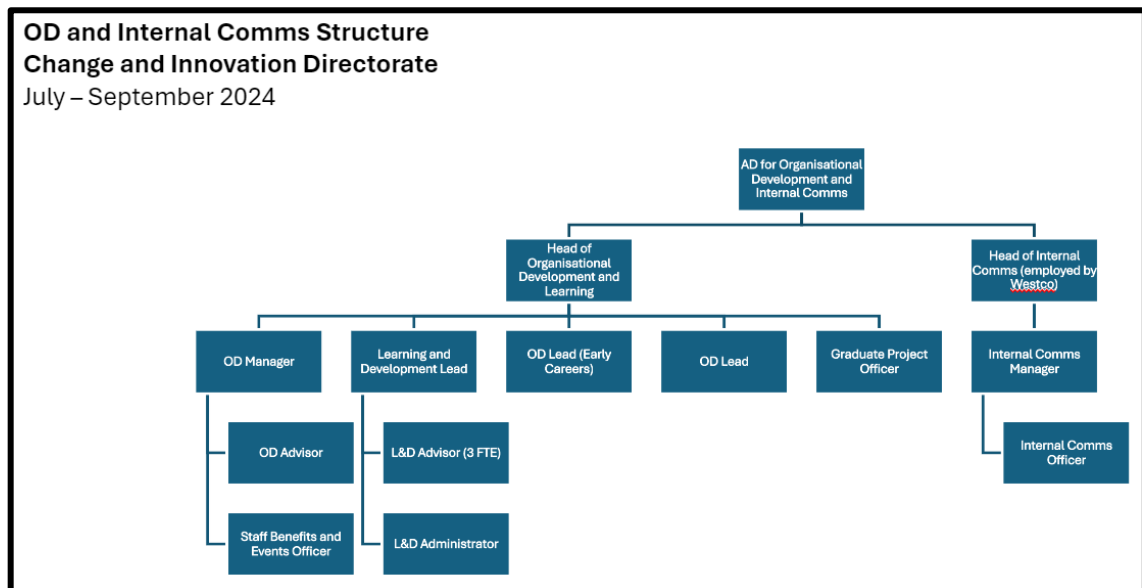 OD and Internal Comms Structure
Change and Innovation Directorate
July – September 2024
AD for Organisational
Development and
Internal Comms
Head of
Organisational
Development and
Learning
Head of Internal
Comms (employed by
Westco)
OD Manager
Learning and
Development Lead
OD Lead (Early
Careers)
OD Lead
Graduate Project
Officer
Internal Comms
Manager
OD Advisor
L&D Advisor (3 FTE)
Internal Comms
Officer
Staff Benefits and
Events Officer
L&D Administrator